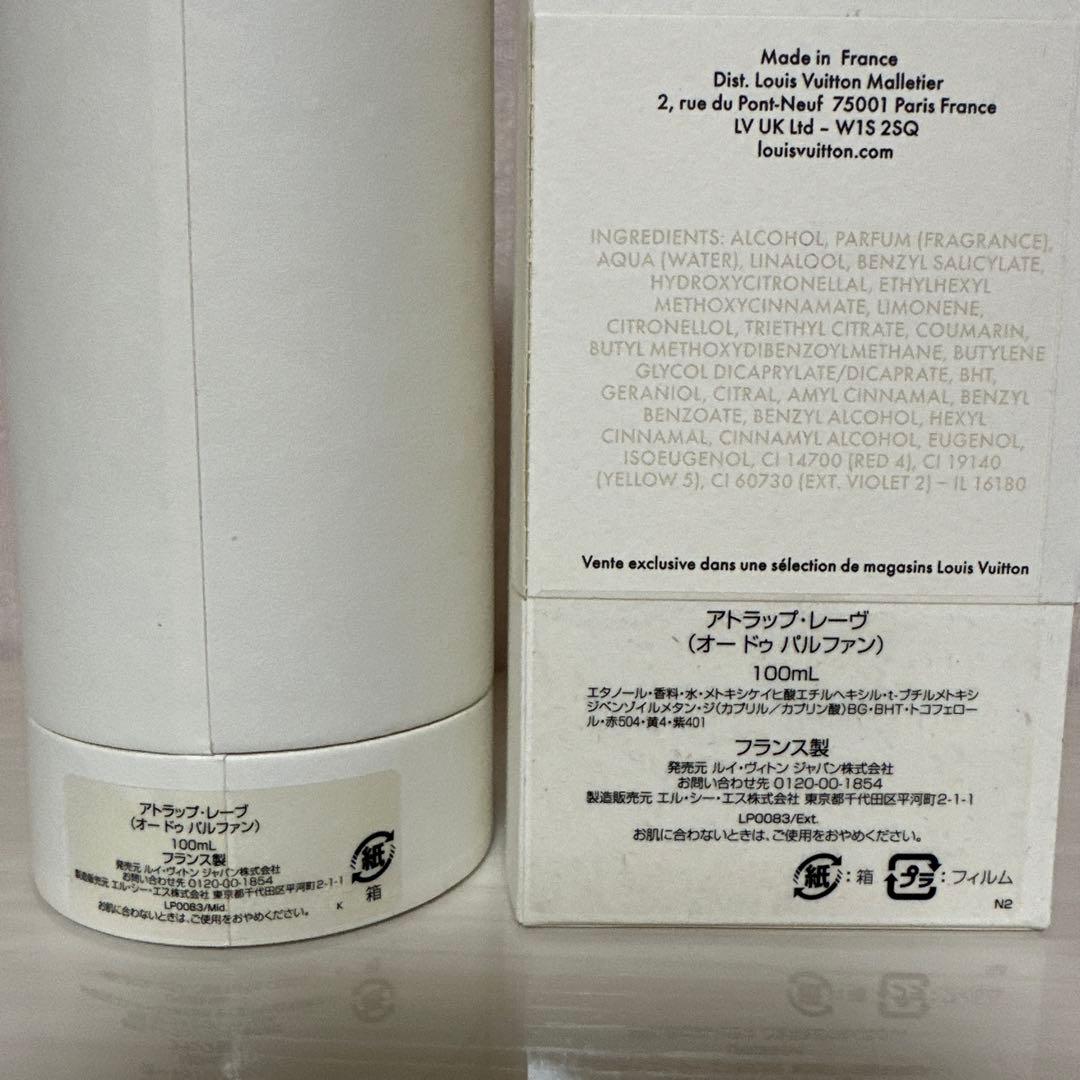 Made in France
Dist. Louis Vuitton Malletier
2, rue du Pont-Neuf 75001 Paris France
LV UK Ltd – W1S 2SQ
louisvuitton.com
INGREDIENTS: ALCOHOL, PARFUM (FRAGRANCE),
AQUA (WATER), LINALOOL, BENZYL SALICYLATE,
HYDROXYCITRONELLAL, ETHYLHEXYL
METHOXYCINNAMATE, LIMONENE,
CITRONELLOL, TRIETHYL CITRATE, COUMARIN,
BUTYL METHOXYDIBENZOYLMETHANE, BUTYLENE
GLYCOL DICAPRYLATE/DICAPRATE, BHT,
GERANIOL, CITRAL, AMYL CINNAMAL, BENZYL
BENZOATE, BENZYL ALCOHOL, HEXYL
CINNAMAL, CINNAMYL ALCOHOL, EUGENOL,
ISOEUGENOL, CI 14700 (RED 4), CI 19140
(YELLOW 5), CI 60730 (EXT. VIOLET 2) – IL 16180
Vente exclusive dans une sélection de magasins Louis Vuitton
アトラップ・レーヴ
(オー ドゥ パルファン)
100mL
エタノール・香料・水・メトキシケイヒ酸エチルヘキシル・t-ブチルメトキシ
ジベンゾイルメタン・ジ(カプリル/カプリン酸)BG・BHT・トコフェロー
ル・赤504・黄4・紫401
フランス製
発売元 ルイ・ヴィトン ジャパン株式会社
お問い合わせ先 0120-00-1854
製造販売元 エル・シー・エス株式会社 東京都千代田区平河町2-1-1
LP0083/Ext.
お肌に合わないときは、ご使用をおやめください。
紙:箱 プラ:フィルム
N2
アトラップ・レーヴ
(オー ドゥ パルファン)
100mL
フランス製
発売元 ルイ・ヴィトン ジャパン株式会社
お問い合わせ先 0120-00-1854
製造販売元 エル・シー・エス株式会社 東京都千代田区平河町2-1-1
LP0083/Mid.
お肌に合わないときは、ご使用をおやめください。
K
紙
箱